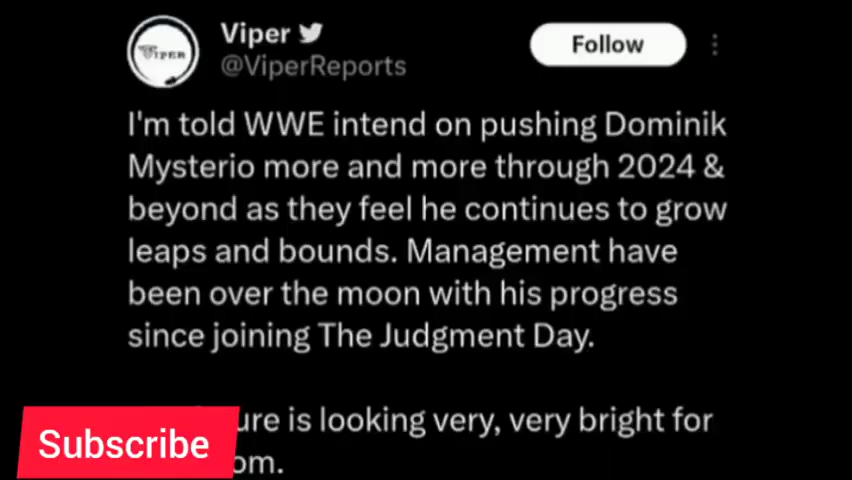 Viper
@ViperReports
Follow
VIPER
I'm told WWE intend on pushing Dominik
Mysterio more and more through 2024 &
beyond as they feel he continues to grow
leaps and bounds. Management have
been over the moon with his progress
since joining The Judgment Day.
is looking very, very bright for
Subscribe